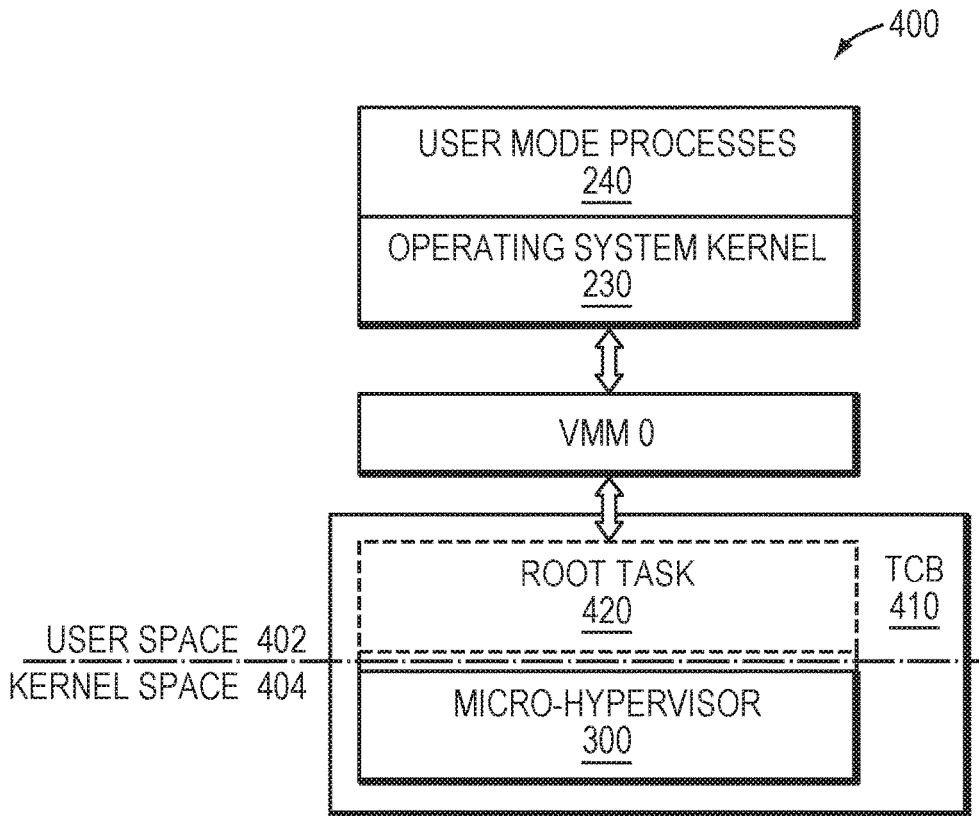 400
USER MODE PROCESSES
240
OPERATING SYSTEM KERNEL
230
VMM 0
ROOT TASK
420
TCB
410
USER SPACE 402
KERNEL SPACE 404
MICRO-HYPERVISOR
300